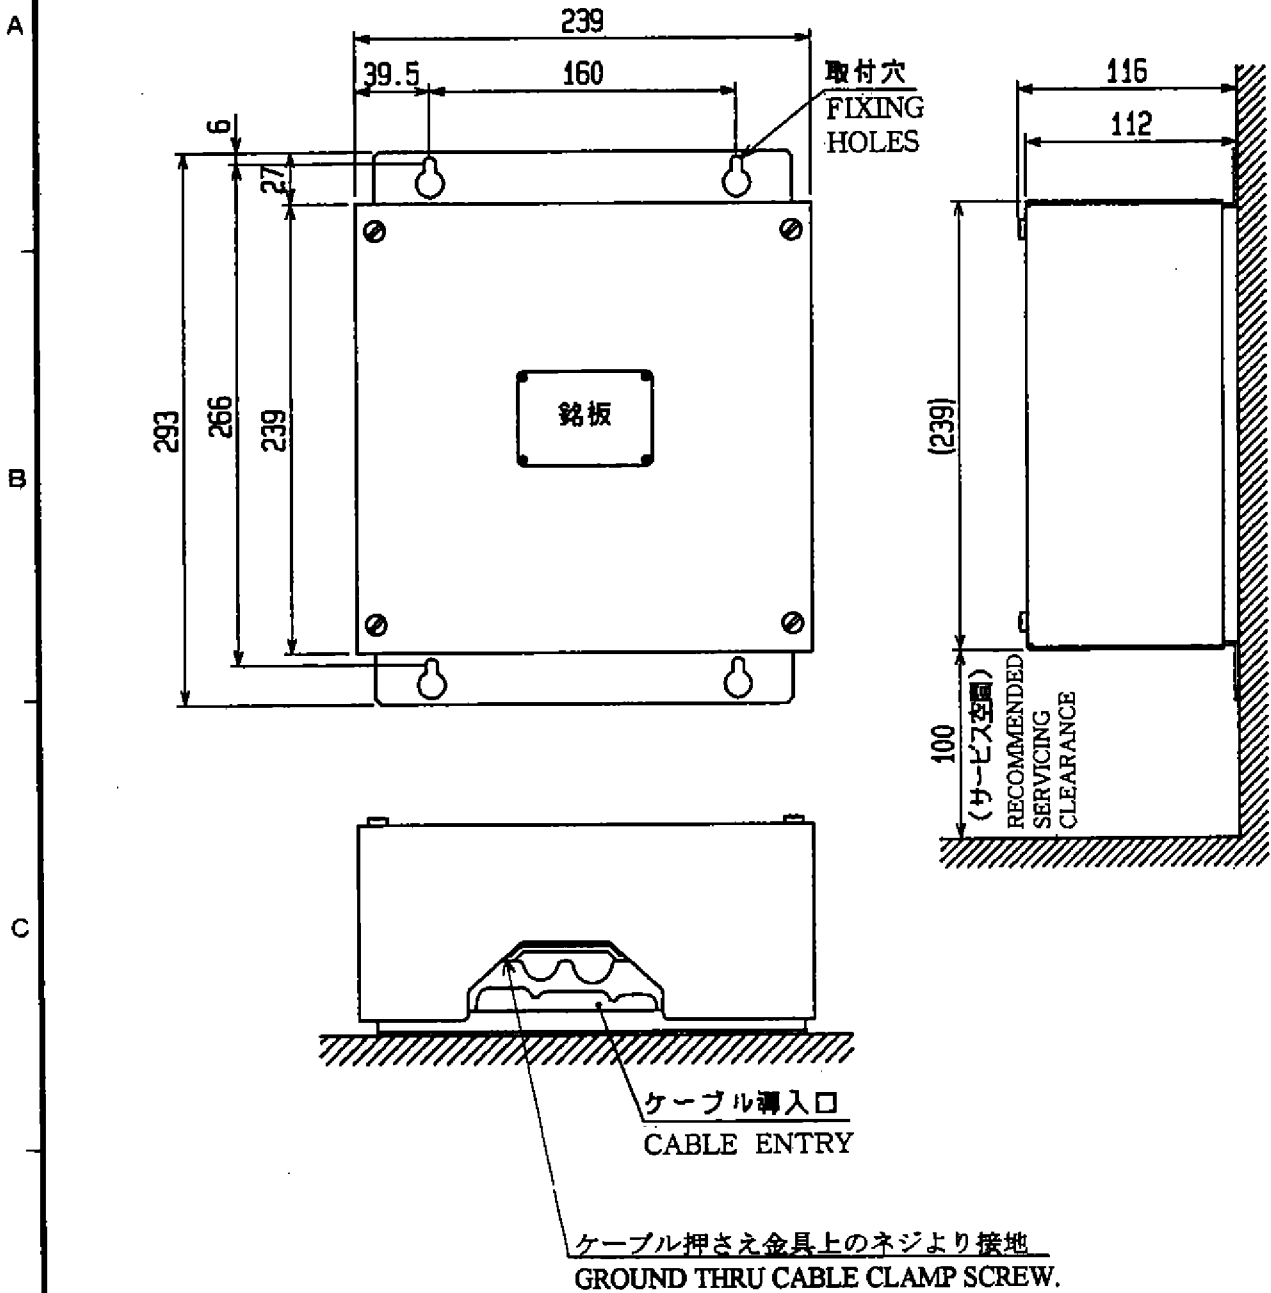 A
239
39.5
160
取付穴
FIXING
HOLES
116
112
6
27
293
266
239
銘板
(239)
B
100
(サービス空間)
RECOMMENDED
SERVICING
CLEARANCE
C
ケーブル導入口
CABLE ENTRY
ケーブル押さえ金具上のネジより接地
GROUND THRU CABLE CLAMP SCREW.